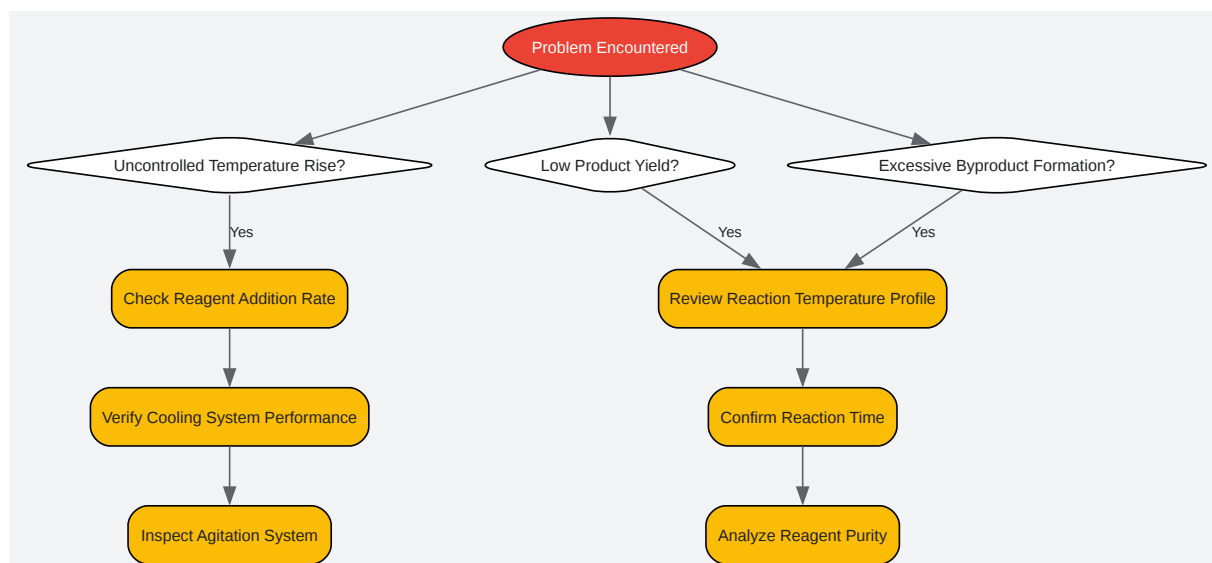 Problem Encountered
Uncontrolled Temperature Rise?
Low Product Yield?
Excessive Byproduct Formation?
Yes
Yes
Yes
Check Reagent Addition Rate
Review Reaction Temperature Profile
Verify Cooling System Performance
Confirm Reaction Time
Inspect Agitation System
Analyze Reagent Purity